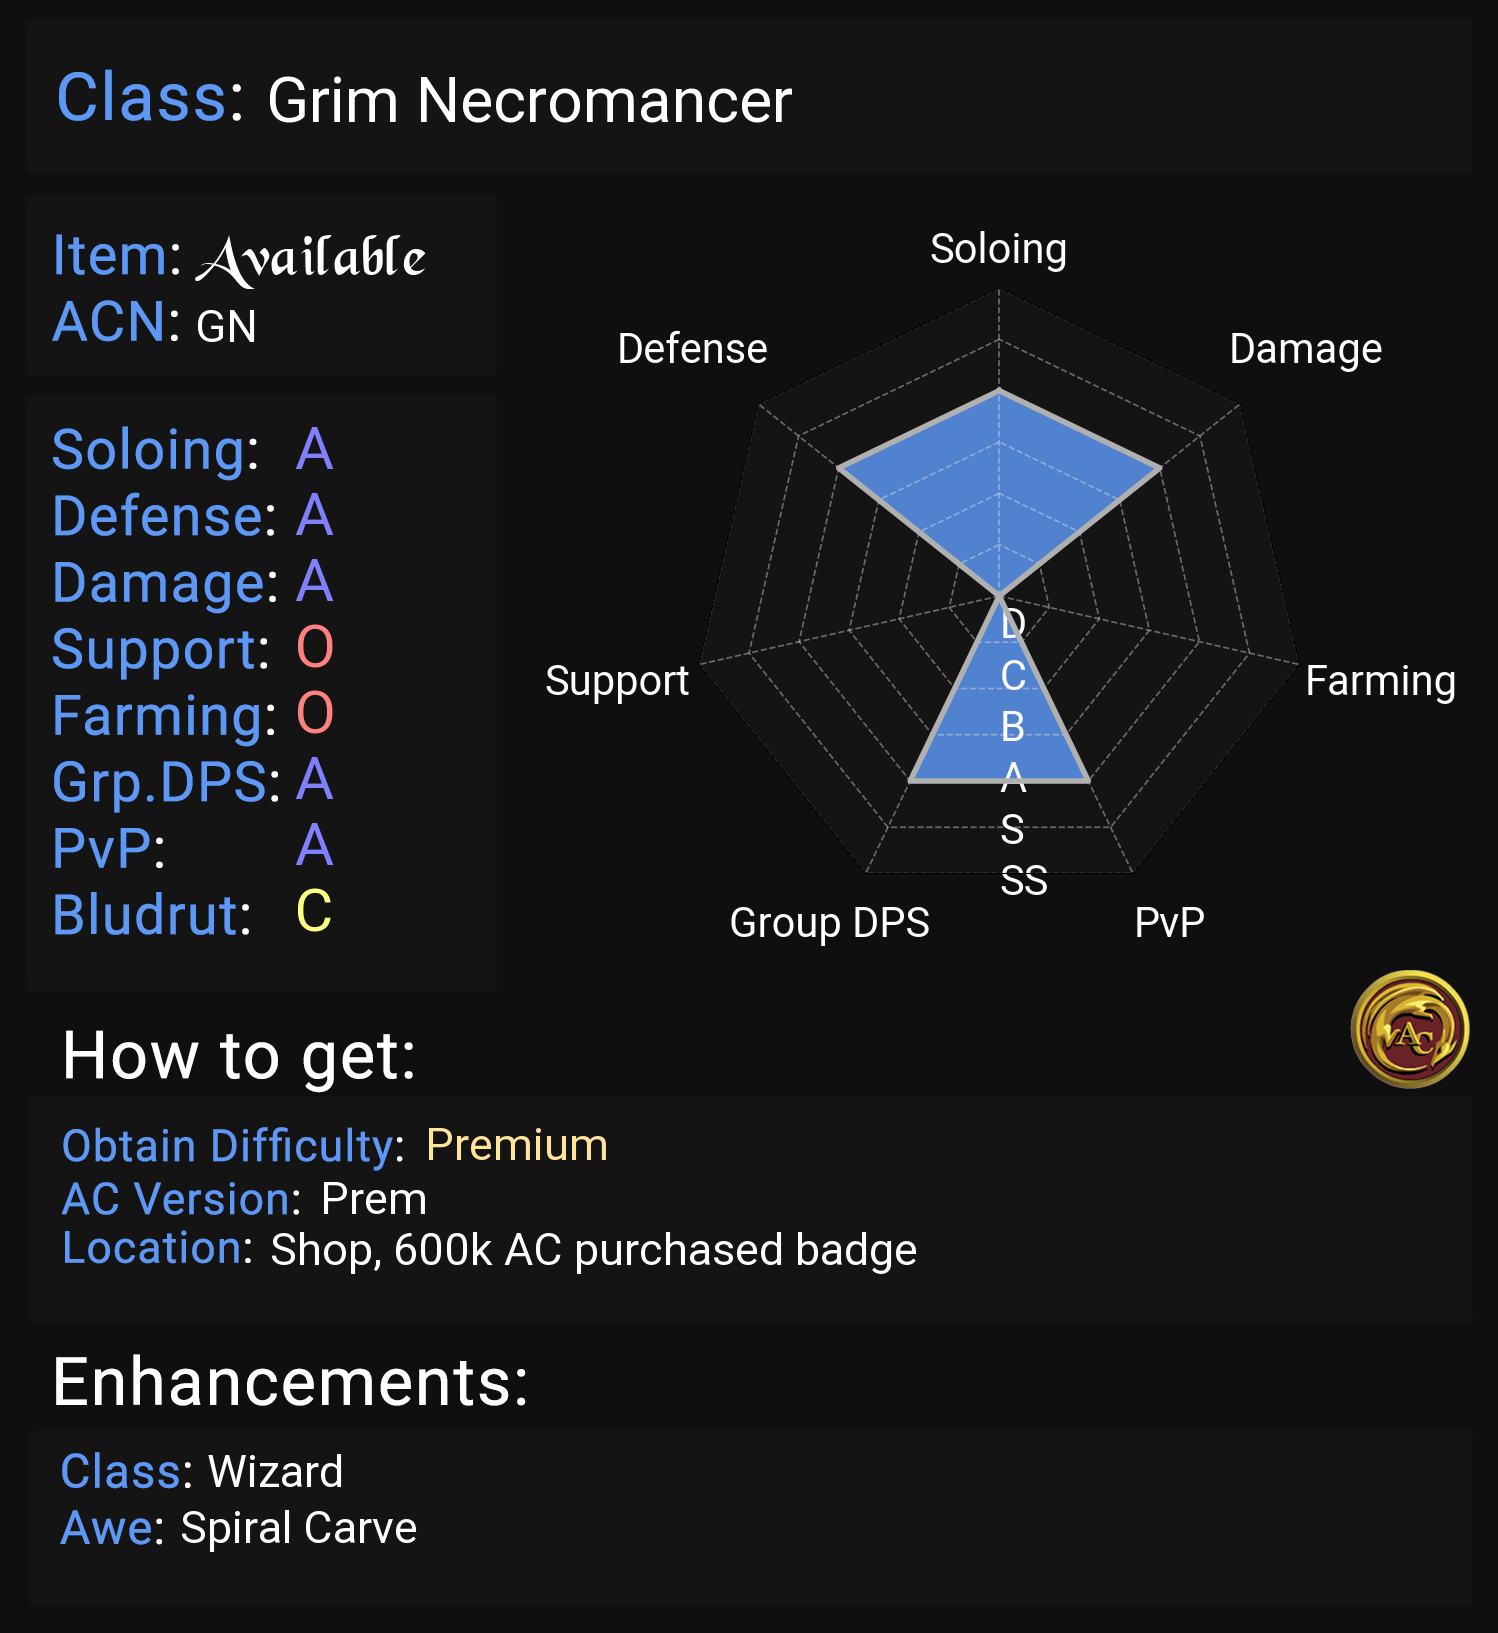 Class: Grim Necromancer
Item: Available
ACN: GN
Soloing: A
Defense: A
Damage: A
Support: O
Farming: O
Grp.DPS: A
PvP: A
Bludrut: C
Soloing
Defense
Damage
Support
Farming
D
C
B
A
S
SS
Group DPS
PvP
How to get:
vAC
Obtain Difficulty: Premium
AC Version: Prem
Location: Shop, 600k AC purchased badge
Enhancements:
Class: Wizard
Awe: Spiral Carve